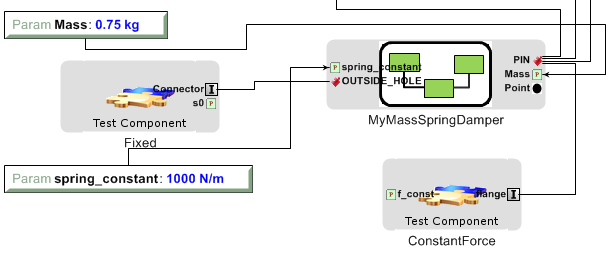 Param Mass: 0.75 kg
Connector
s0
Test Component
Fixed
Param spring_constant: 1000 N/m
spring_constant
OUTSIDE_HOLE
PIN
Mass
Point
MyMassSpringDamper
f_const
flange
Test Component
ConstantForce